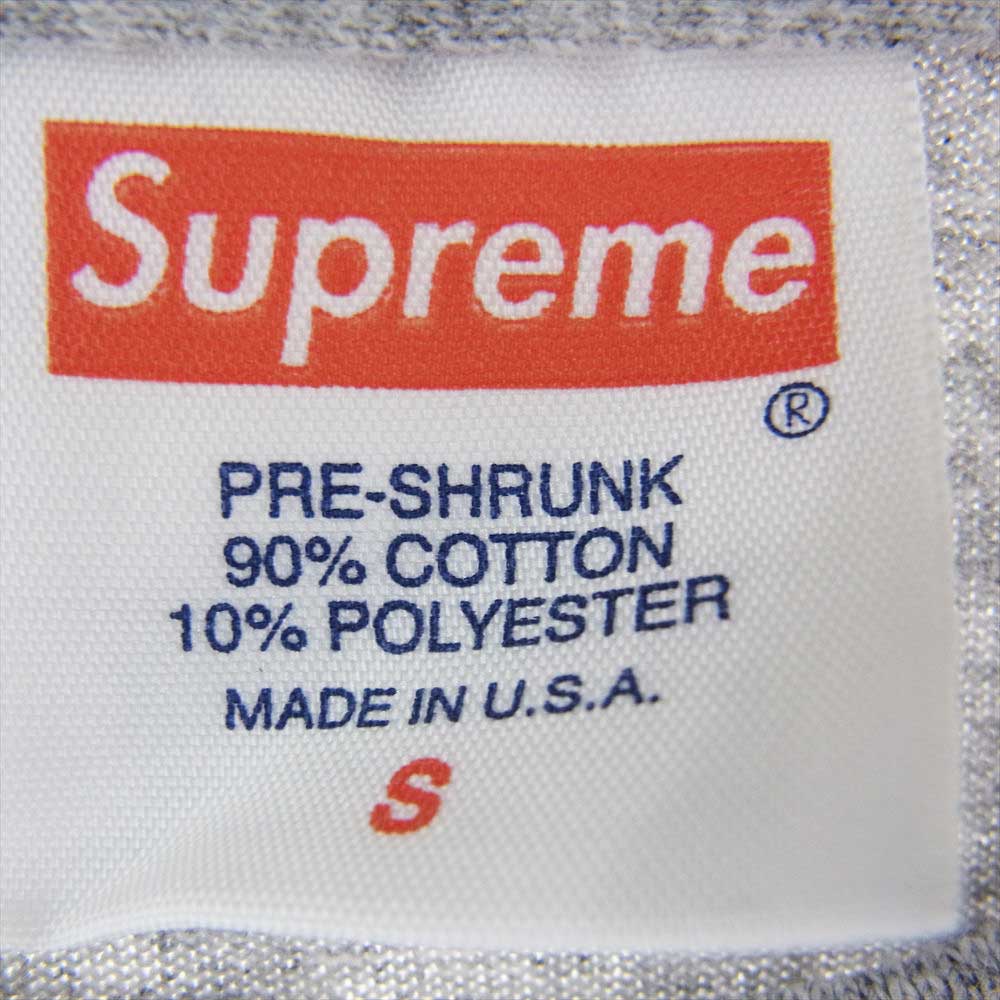 Supreme
®
PRE-SHRUNK
90% COTTON
10% POLYESTER
MADE IN U.S.A.
S